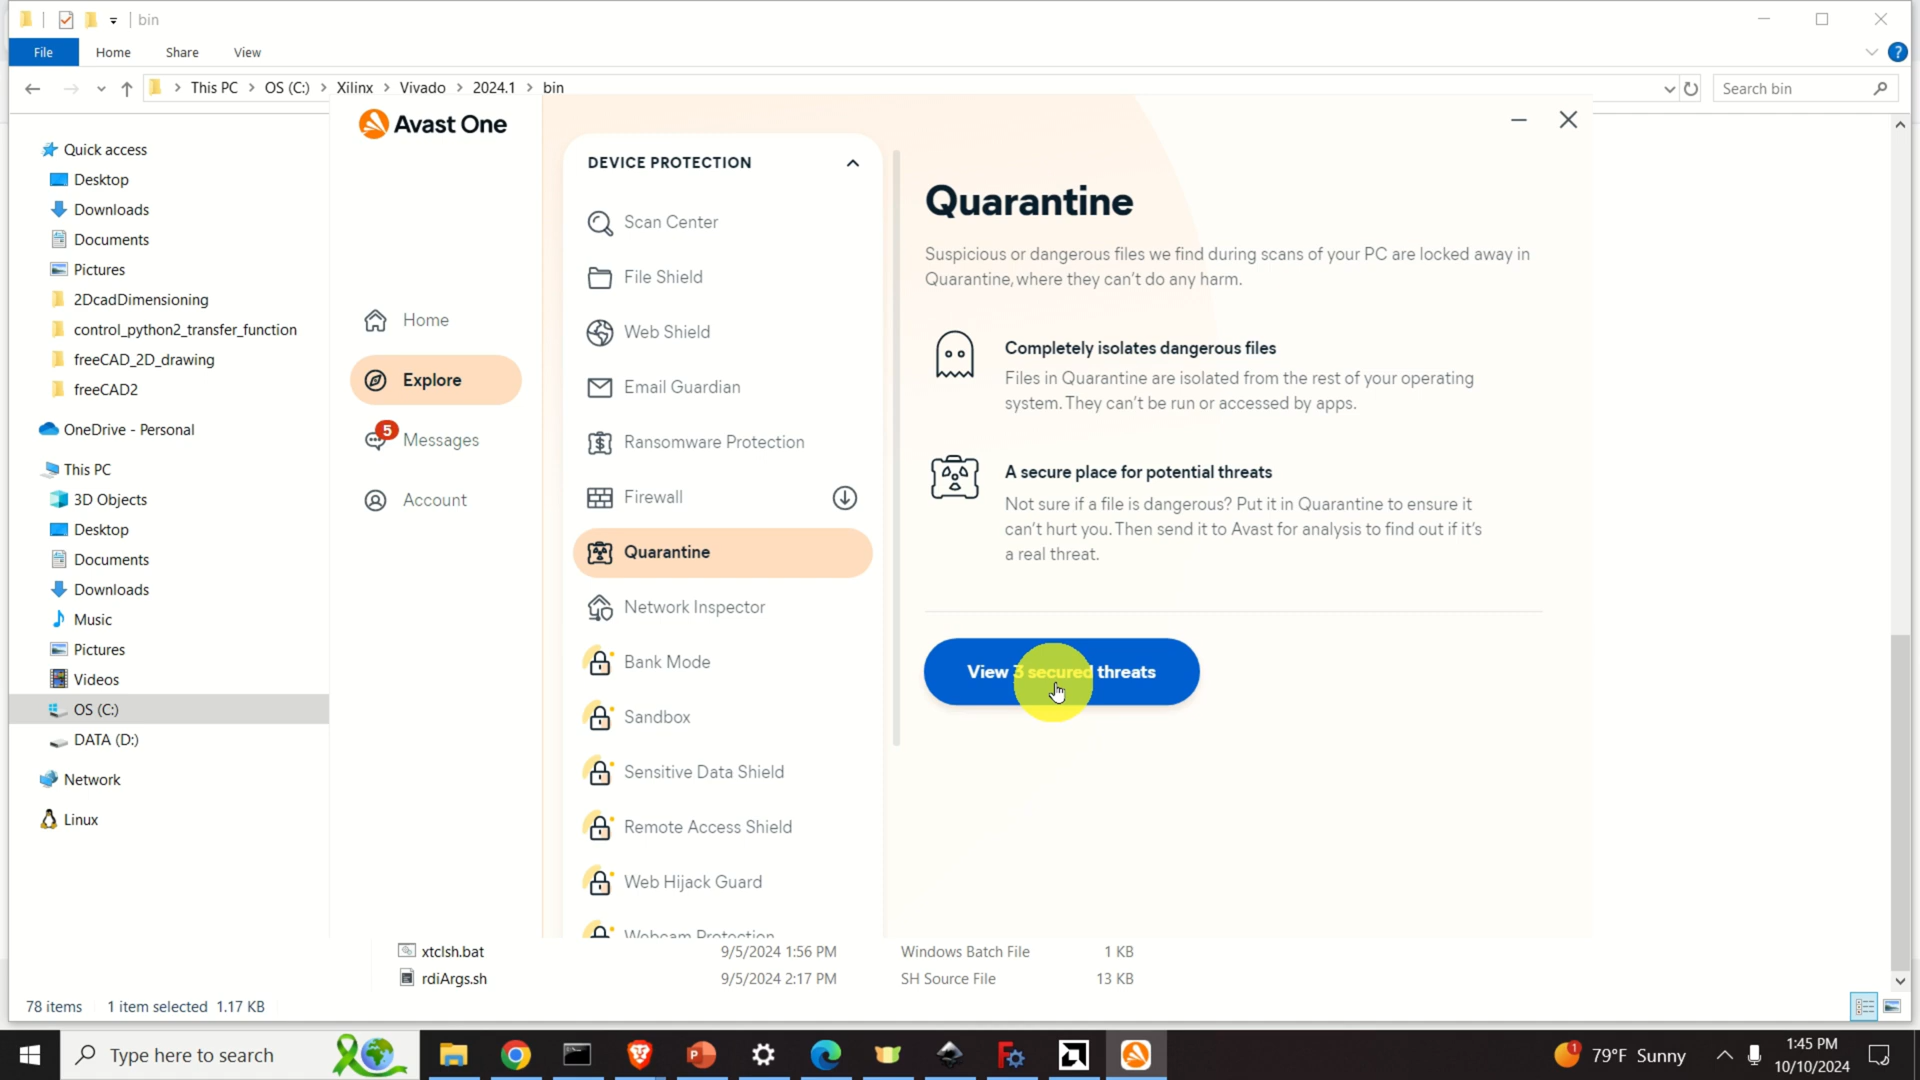 bin
File
Home
Share
View
This PC
OS (C:)
Xilinx
Vivado
2024.1
bin
Search bin
Quick access
Desktop
Downloads
Documents
Pictures
2DcadDimensioning
control_python2_transfer_function
freeCAD_2D_drawing
freeCAD2
OneDrive - Personal
This PC
3D Objects
Desktop
Documents
Downloads
Music
Pictures
Videos
OS (C:)
DATA (D:)
Network
Linux
Avast One
Home
Explore
5
Messages
Account
DEVICE PROTECTION
Scan Center
File Shield
Web Shield
Email Guardian
Ransomware Protection
Firewall
Quarantine
Network Inspector
Bank Mode
Sandbox
Sensitive Data Shield
Remote Access Shield
Web Hijack Guard
Webcam Protection
Quarantine
Suspicious or dangerous files we find during scans of your PC are locked away in
Quarantine, where they can't do any harm.
Completely isolates dangerous files
Files in Quarantine are isolated from the rest of your operating
system. They can't be run or accessed by apps.
A secure place for potential threats
Not sure if a file is dangerous? Put it in Quarantine to ensure it
can't hurt you. Then send it to Avast for analysis to find out if it's
a real threat.
View 3 secured threats
xtclsh.bat 9/5/2024 1:56 PM Windows Batch File 1 KB
rdiArgs.sh 9/5/2024 2:17 PM SH Source File 13 KB
78 items 1 item selected 1.17 KB
Type here to search
1
79°F Sunny
1:45 PM
10/10/2024